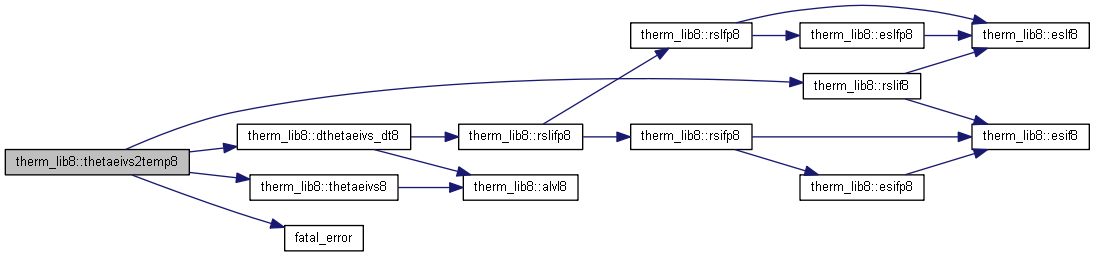 therm_lib8::thetaeivs2temp8
therm_lib8::dthetaeivs_dt8
therm_lib8::thetaeivs8
fatal_error
therm_lib8::rslifp8
therm_lib8::alvl8
therm_lib8::rslfp8
therm_lib8::rsifp8
therm_lib8::eslfp8
therm_lib8::rslif8
therm_lib8::esifp8
therm_lib8::eslf8
therm_lib8::esif8